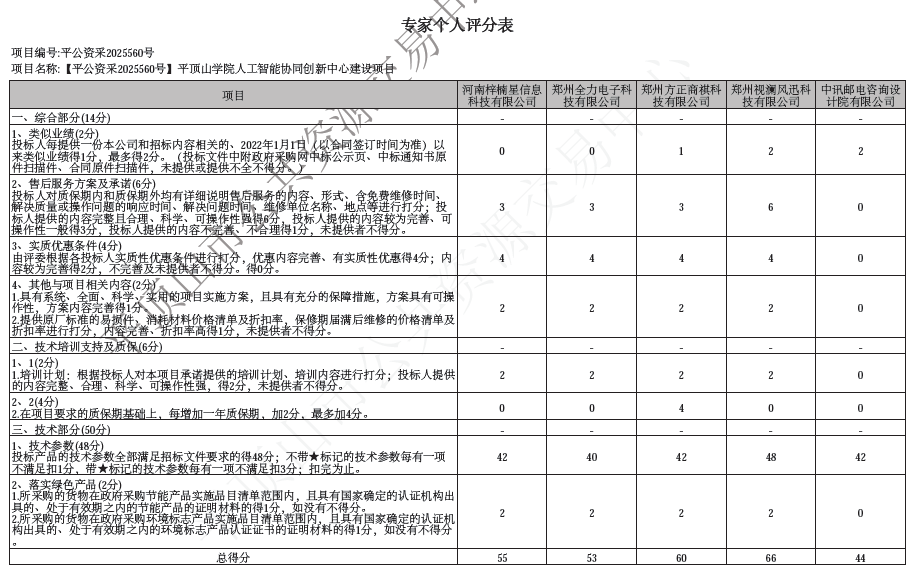 专家个人评分表
项目编号:平公资采2025560号
项目名称:【平公资采2025560号】平顶山学院人工智能协同创新中心建设项目
项目 河南梓楠星信息科技有限公司 郑州全力电子科技有限公司 郑州方正商祺科技有限公司 郑州视澜风迅科技有限公司 中讯邮电咨询设计院有限公司
一、综合部分(14分) - - - - -
1、类似业绩(2分)
投标人每提供一份本公司和招标内容相关的、2022年1月1日（以合同签订时间为准）以
来类似业绩得1分，最多得2分。（投标文件中附政府采购网中标公示页、中标通知书原
件扫描件、合同原件扫描件，未提供或提供不全不得分。） 0 0 1 2 2
2、售后服务方案及承诺(6分)
投标人对质保期内和质保期外均有详细说明售后服务的内容、形式、含免费维修时间、
解决质量或操作问题的响应时间、解决问题时间、维修单位名称、地点等进行打分；投
标人提供的内容完整且合理、科学、可操作性强得6分，投标人提供的内容较为完善、可
操作性一般得3分，投标人提供的内容不完善、不合理得1分，未提供者不得分。 3 3 3 6 0
3、实质优惠条件(4分)
由评委根据各投标人实质性优惠条件进行打分，优惠内容完善、有实质性优惠得4分；内
容较为完善得2分，不完善及未提供者不得分。得0分。 4 4 4 4 0
4、其他与项目相关内容(2分)
1.具有系统、全面、科学、实用的项目实施方案，且具有充分的保障措施，方案具有可操
作性，方案内容完善得1分。
2.提供原厂标准的易损件、消耗材料价格清单及折扣率，保修期届满后维修的价格清单及
折扣率进行打分，内容完善、折扣率高得1分，未提供者不得分。 2 2 2 2 0
二、技术培训支持及质保(6分) - - - - -
1、1(2分)
1.培训计划：根据投标人对本项目承诺提供的培训计划、培训内容进行打分；投标人提供
的内容完整、合理、科学、可操作性强，得2分，未提供者不得分。 2 2 2 2 0
2、2(4分)
2.在项目要求的质保期基础上，每增加一年质保期，加2分，最多加4分。 0 0 4 0 0
三、技术部分(50分) - - - - -
1、技术参数(48分)
投标产品的技术参数全部满足招标文件要求的得48分；不带★标记的技术参数每有一项
不满足扣1分，带★标记的技术参数每有一项不满足扣3分；扣完为止。 42 40 42 48 42
2、落实绿色产品(2分)
1.所采购的货物在政府采购节能产品实施品目清单范围内，且具有国家确定的认证机构出
具的、处于有效期之内的节能产品的证明材料的得1分，如没有不得分。
2.所采购的货物在政府采购环境标志产品实施品目清单范围内，且具有国家确定的认证机
构出具的、处于有效期之内的环境标志产品认证证书的证明材料的得1分，如没有不得分
。 2 2 2 2 0
总得分 55 53 60 66 44